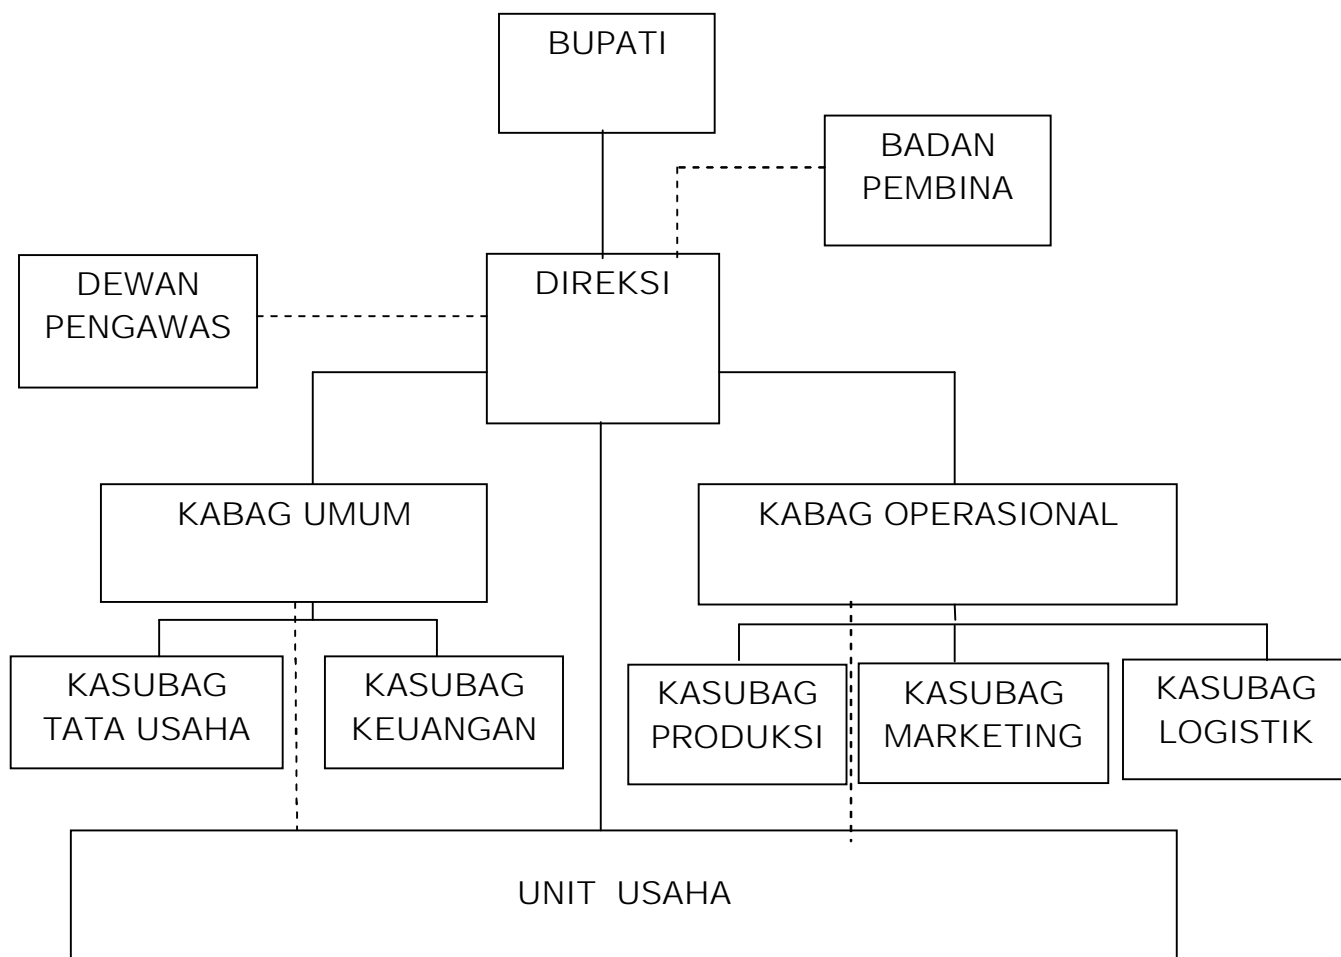 BUPATI
BADAN
PEMBINA
DEWAN
PENGAWAS
DIREKSI
KABAG UMUM
KABAG OPERASIONAL
KASUBAG
TATA USAHA
KASUBAG
KEUANGAN
KASUBAG
PRODUKSI
KASUBAG
MARKETING
KASUBAG
LOGISTIK
UNIT USAHA